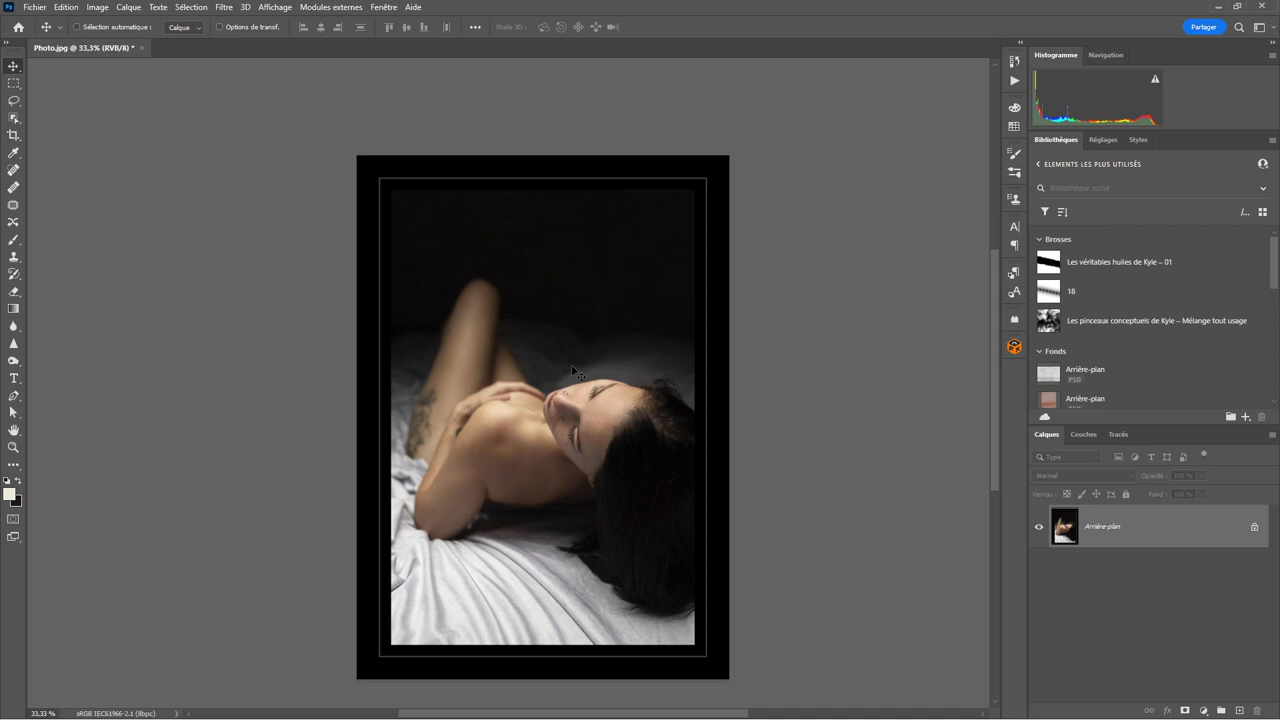 Ps Fichier Edition Image Calque Texte Sélection Filtre 3D Affichage Modules externes Fenêtre Aide
Sélection automatique : Calque Options de transf. Mode 3D : Partager
Photo.jpg @ 33,3% (RVB/8) * ×
Histogramme Navigation
Bibliothèques Réglages Styles
ELEMENTS LES PLUS UTILISÉS
Bibliothèque active
Brosses
Les véritables huiles de Kyle – 01
18
Les pinceaux conceptuels de Kyle – Mélange tout usage
Fonds
Arrière-plan
PSD
Arrière-plan
Calques Couches Tracés
Type
Normal Opacité : 100 %
Verrou : Fond : 100 %
Arrière-plan
33,33 % sRGB IEC61966-2.1 (8bpc)